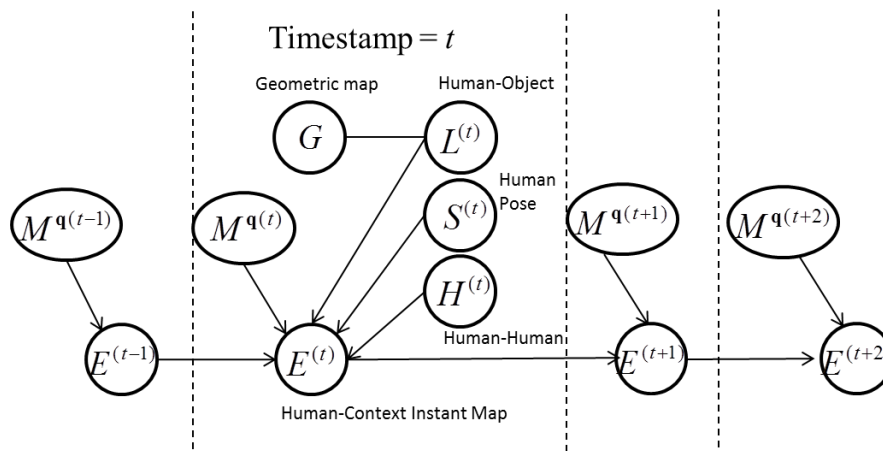 Timestamp = t
Geometric map
Human-Object
G
L^(t)
Human
Pose
M^q(t−1)
M^q(t)
S^(t)
M^q(t+1)
M^q(t+2)
H^(t)
Human-Human
E^(t−1)
E^(t)
E^(t+1)
E^(t+2
Human-Context Instant Map